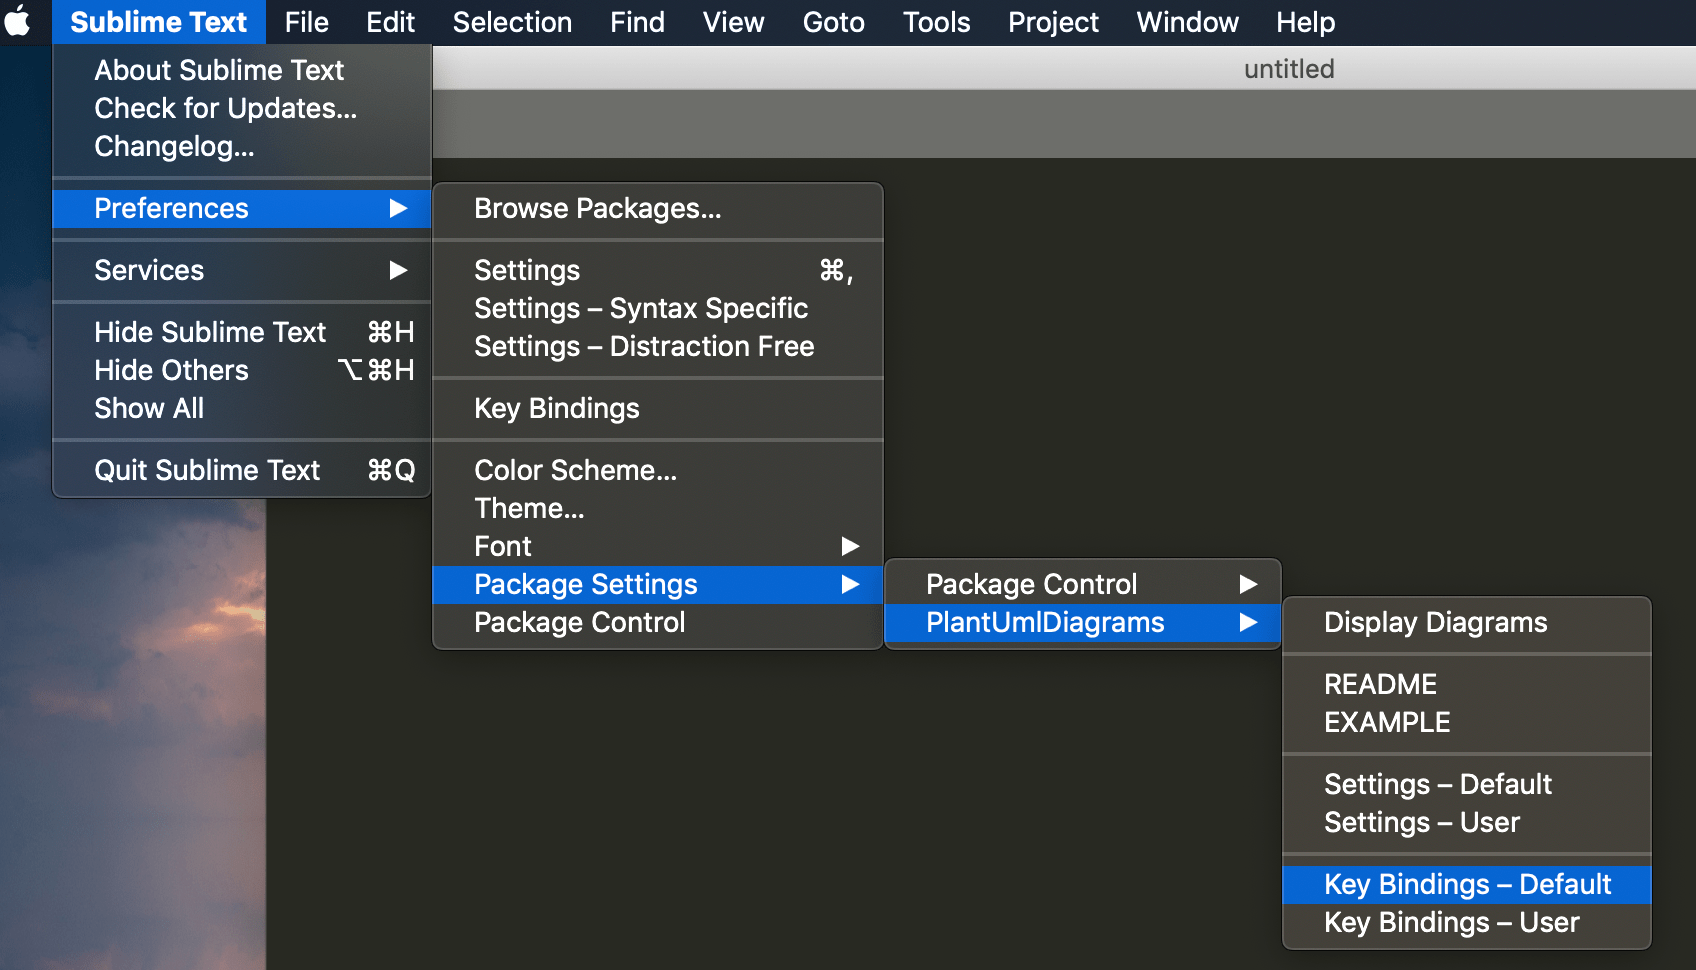 Sublime Text File Edit Selection Find View Goto Tools Project Window Help
untitled
About Sublime Text
Check for Updates...
Changelog...
Preferences
Services
Hide Sublime Text ⌘H
Hide Others ⌥⌘H
Show All
Quit Sublime Text ⌘Q
Browse Packages...
Settings ⌘,
Settings – Syntax Specific
Settings – Distraction Free
Key Bindings
Color Scheme...
Theme...
Font
Package Settings
Package Control
Package Control
PlantUmlDiagrams
Display Diagrams
README
EXAMPLE
Settings – Default
Settings – User
Key Bindings – Default
Key Bindings – User